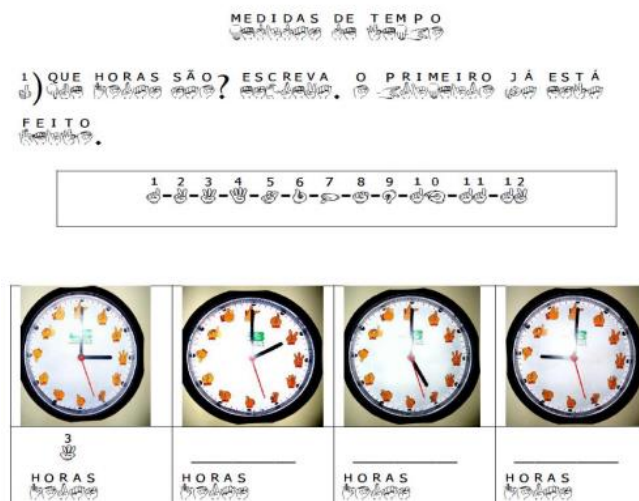 MEDIDAS DE TEMPO
1) QUE HORAS SÃO? ESCREVA. O PRIMEIRO JÁ ESTÁ
FEITO.
1-2-3-4-5-6-7-8-9-10-11-12
3
HORAS
HORAS
HORAS
HORAS